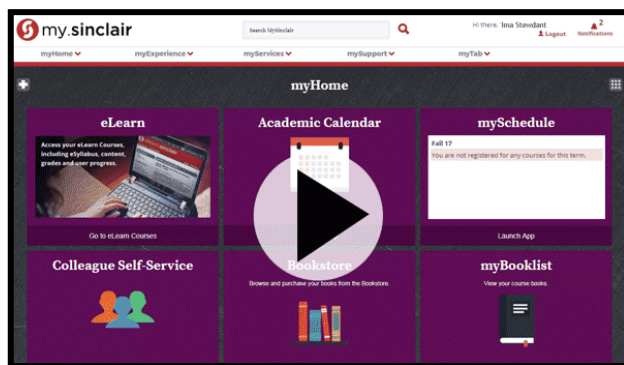 my.sinclair
Search MySinclair
Hi there, 'Ima Stewdant
Logout
2
Notifications
myHome
myExperience
myServices
mySupport
myTab
myHome
eLearn
Access your eLearn Courses,
including eSyllabus, content,
grades and user progress.
Go to eLearn Courses
Academic Calendar
mySchedule
Fall 17
You are not registered for any courses for this term.
Launch App
Colleague Self-Service
Bookstore
Browse and purchase your books from the Bookstore.
myBooklist
View your course books.